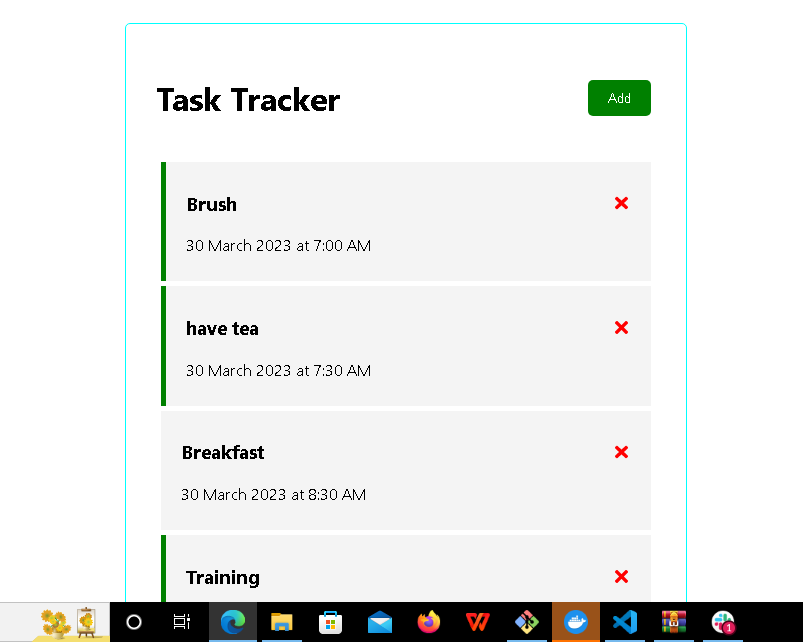 Task Tracker
Add
Brush
30 March 2023 at 7:00 AM
have tea
30 March 2023 at 7:30 AM
Breakfast
30 March 2023 at 8:30 AM
Training
W
1